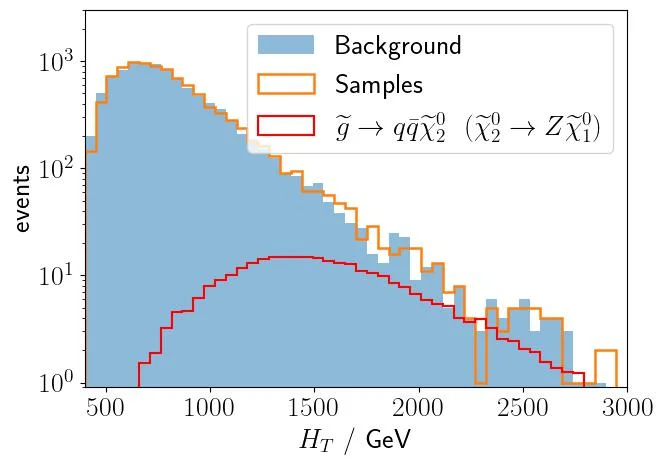 Background
Samples
g̃ → qq̄χ̃⁰₂ (χ̃⁰₂ → Zχ̃⁰₁)
10³
10²
10¹
10⁰
events
500 1000 1500 2000 2500 3000
H_T / GeV